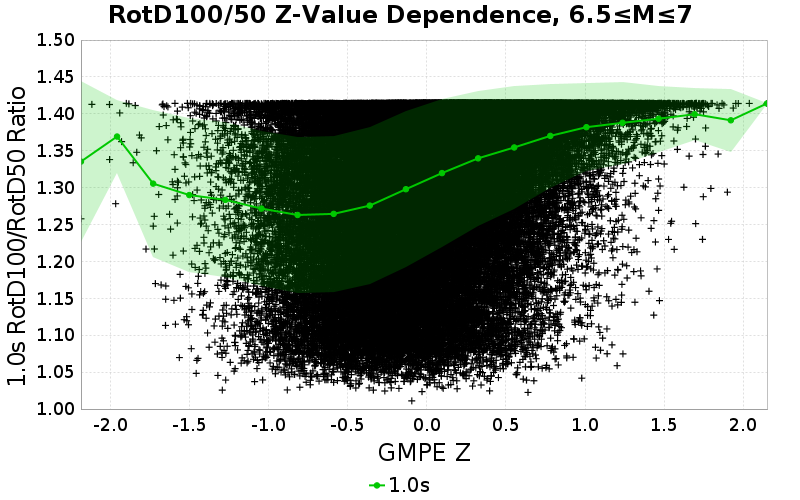 RotD100/50 Z-Value Dependence, 6.5≤M≤7
1.0s RotD100/RotD50 Ratio
1.50
1.45
1.40
1.35
1.30
1.25
1.20
1.15
1.10
1.05
1.00
-2.0 -1.5 -1.0 -0.5 0.0 0.5 1.0 1.5 2.0
GMPE Z
1.0s